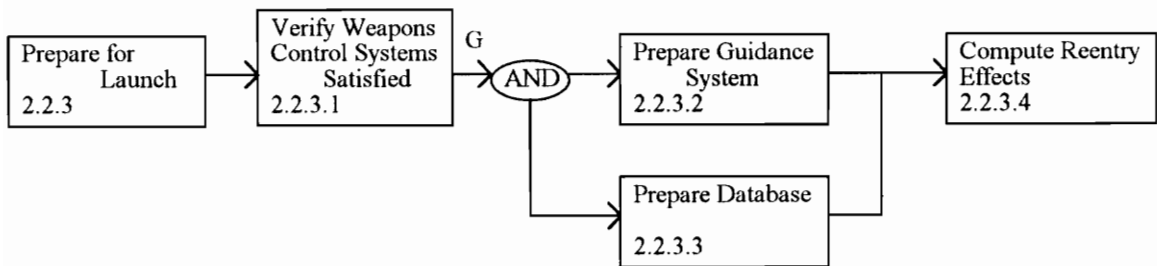 Prepare for
Launch
2.2.3
Verify Weapons
Control Systems
Satisfied
2.2.3.1
G
AND
Prepare Guidance
System
2.2.3.2
Prepare Database
2.2.3.3
Compute Reentry
Effects
2.2.3.4